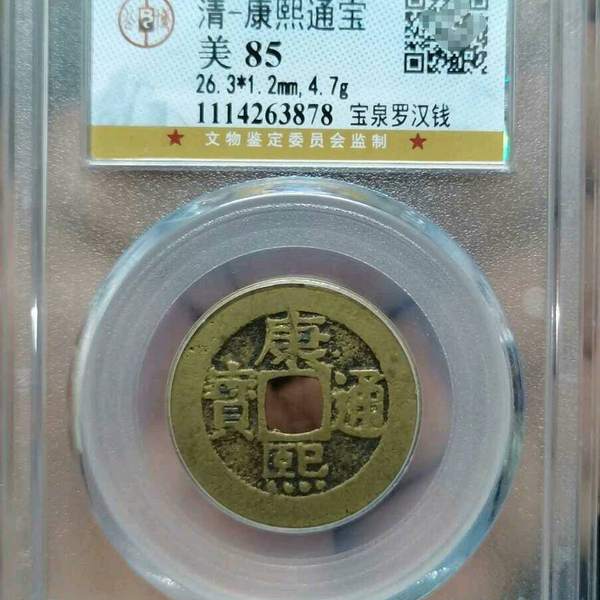 清-康熙通宝
美 85
26.3*1.2mm, 4.7g
1114263878 宝泉罗汉钱
★ 文物鉴定委员会监制 ★
康
寶 通
熙